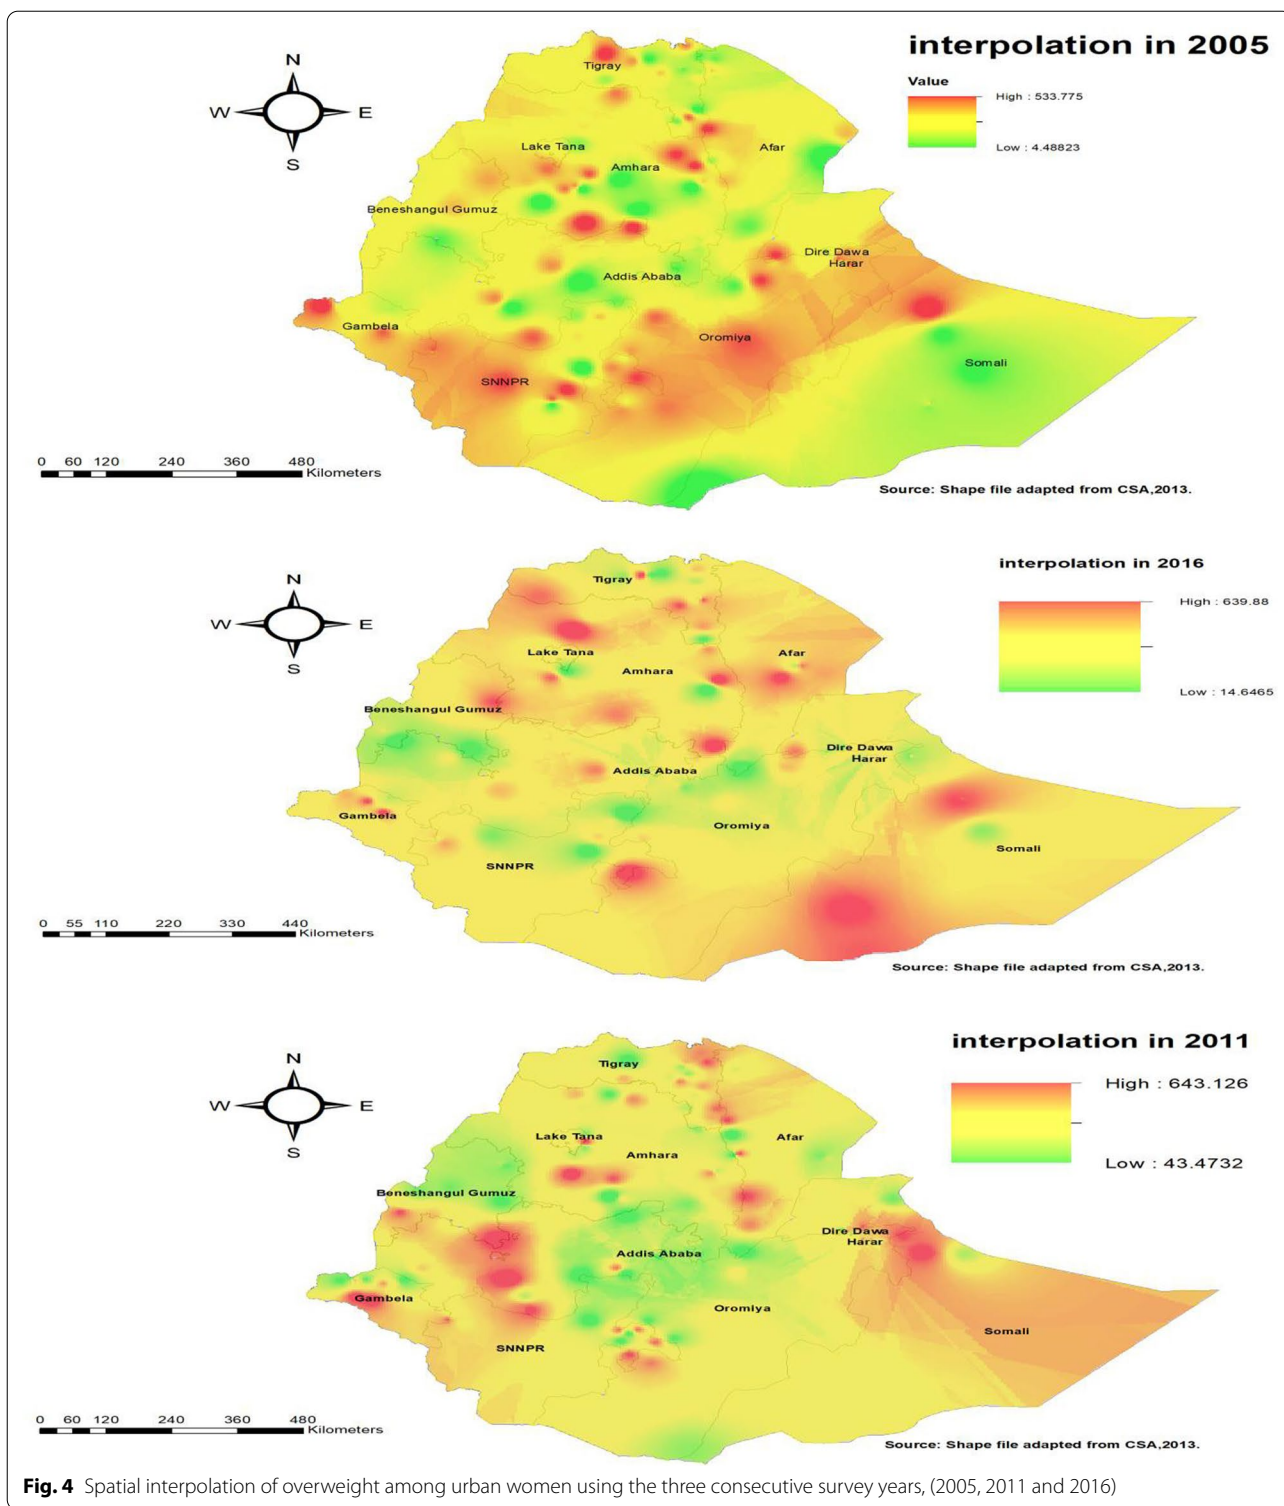 interpolation in 2005
Value
High : 533.775
Low : 4.48823
N
W E
S
Tigray
Lake Tana
Amhara
Afar
Beneshangul Gumuz
Dire Dawa
Harar
Addis Ababa
Gambela
Oromiya
Somali
SNNPR
0 60 120 240 360 480
Kilometers
Source: Shape file adapted from CSA,2013.
interpolation in 2016
High : 639.88
Low : 14.6465
N
W E
S
Tigray
Lake Tana
Amhara
Afar
Beneshangul Gumuz
Dire Dawa
Harar
Addis Ababa
Gambela
Oromiya
Somali
SNNPR
0 55 110 220 330 440
Kilometers
Source: Shape file adapted from CSA,2013.
interpolation in 2011
High : 643.126
Low : 43.4732
N
W E
S
Tigray
Lake Tana
Amhara
Afar
Beneshangul Gumuz
Dire Dawa
Harar
Addis Ababa
Gambela
Oromiya
Somali
SNNPR
0 60 120 240 360 480
Kilometers
Source: Shape file adapted from CSA,2013.
Fig. 4 Spatial interpolation of overweight among urban women using the three consecutive survey years, (2005, 2011 and 2016)